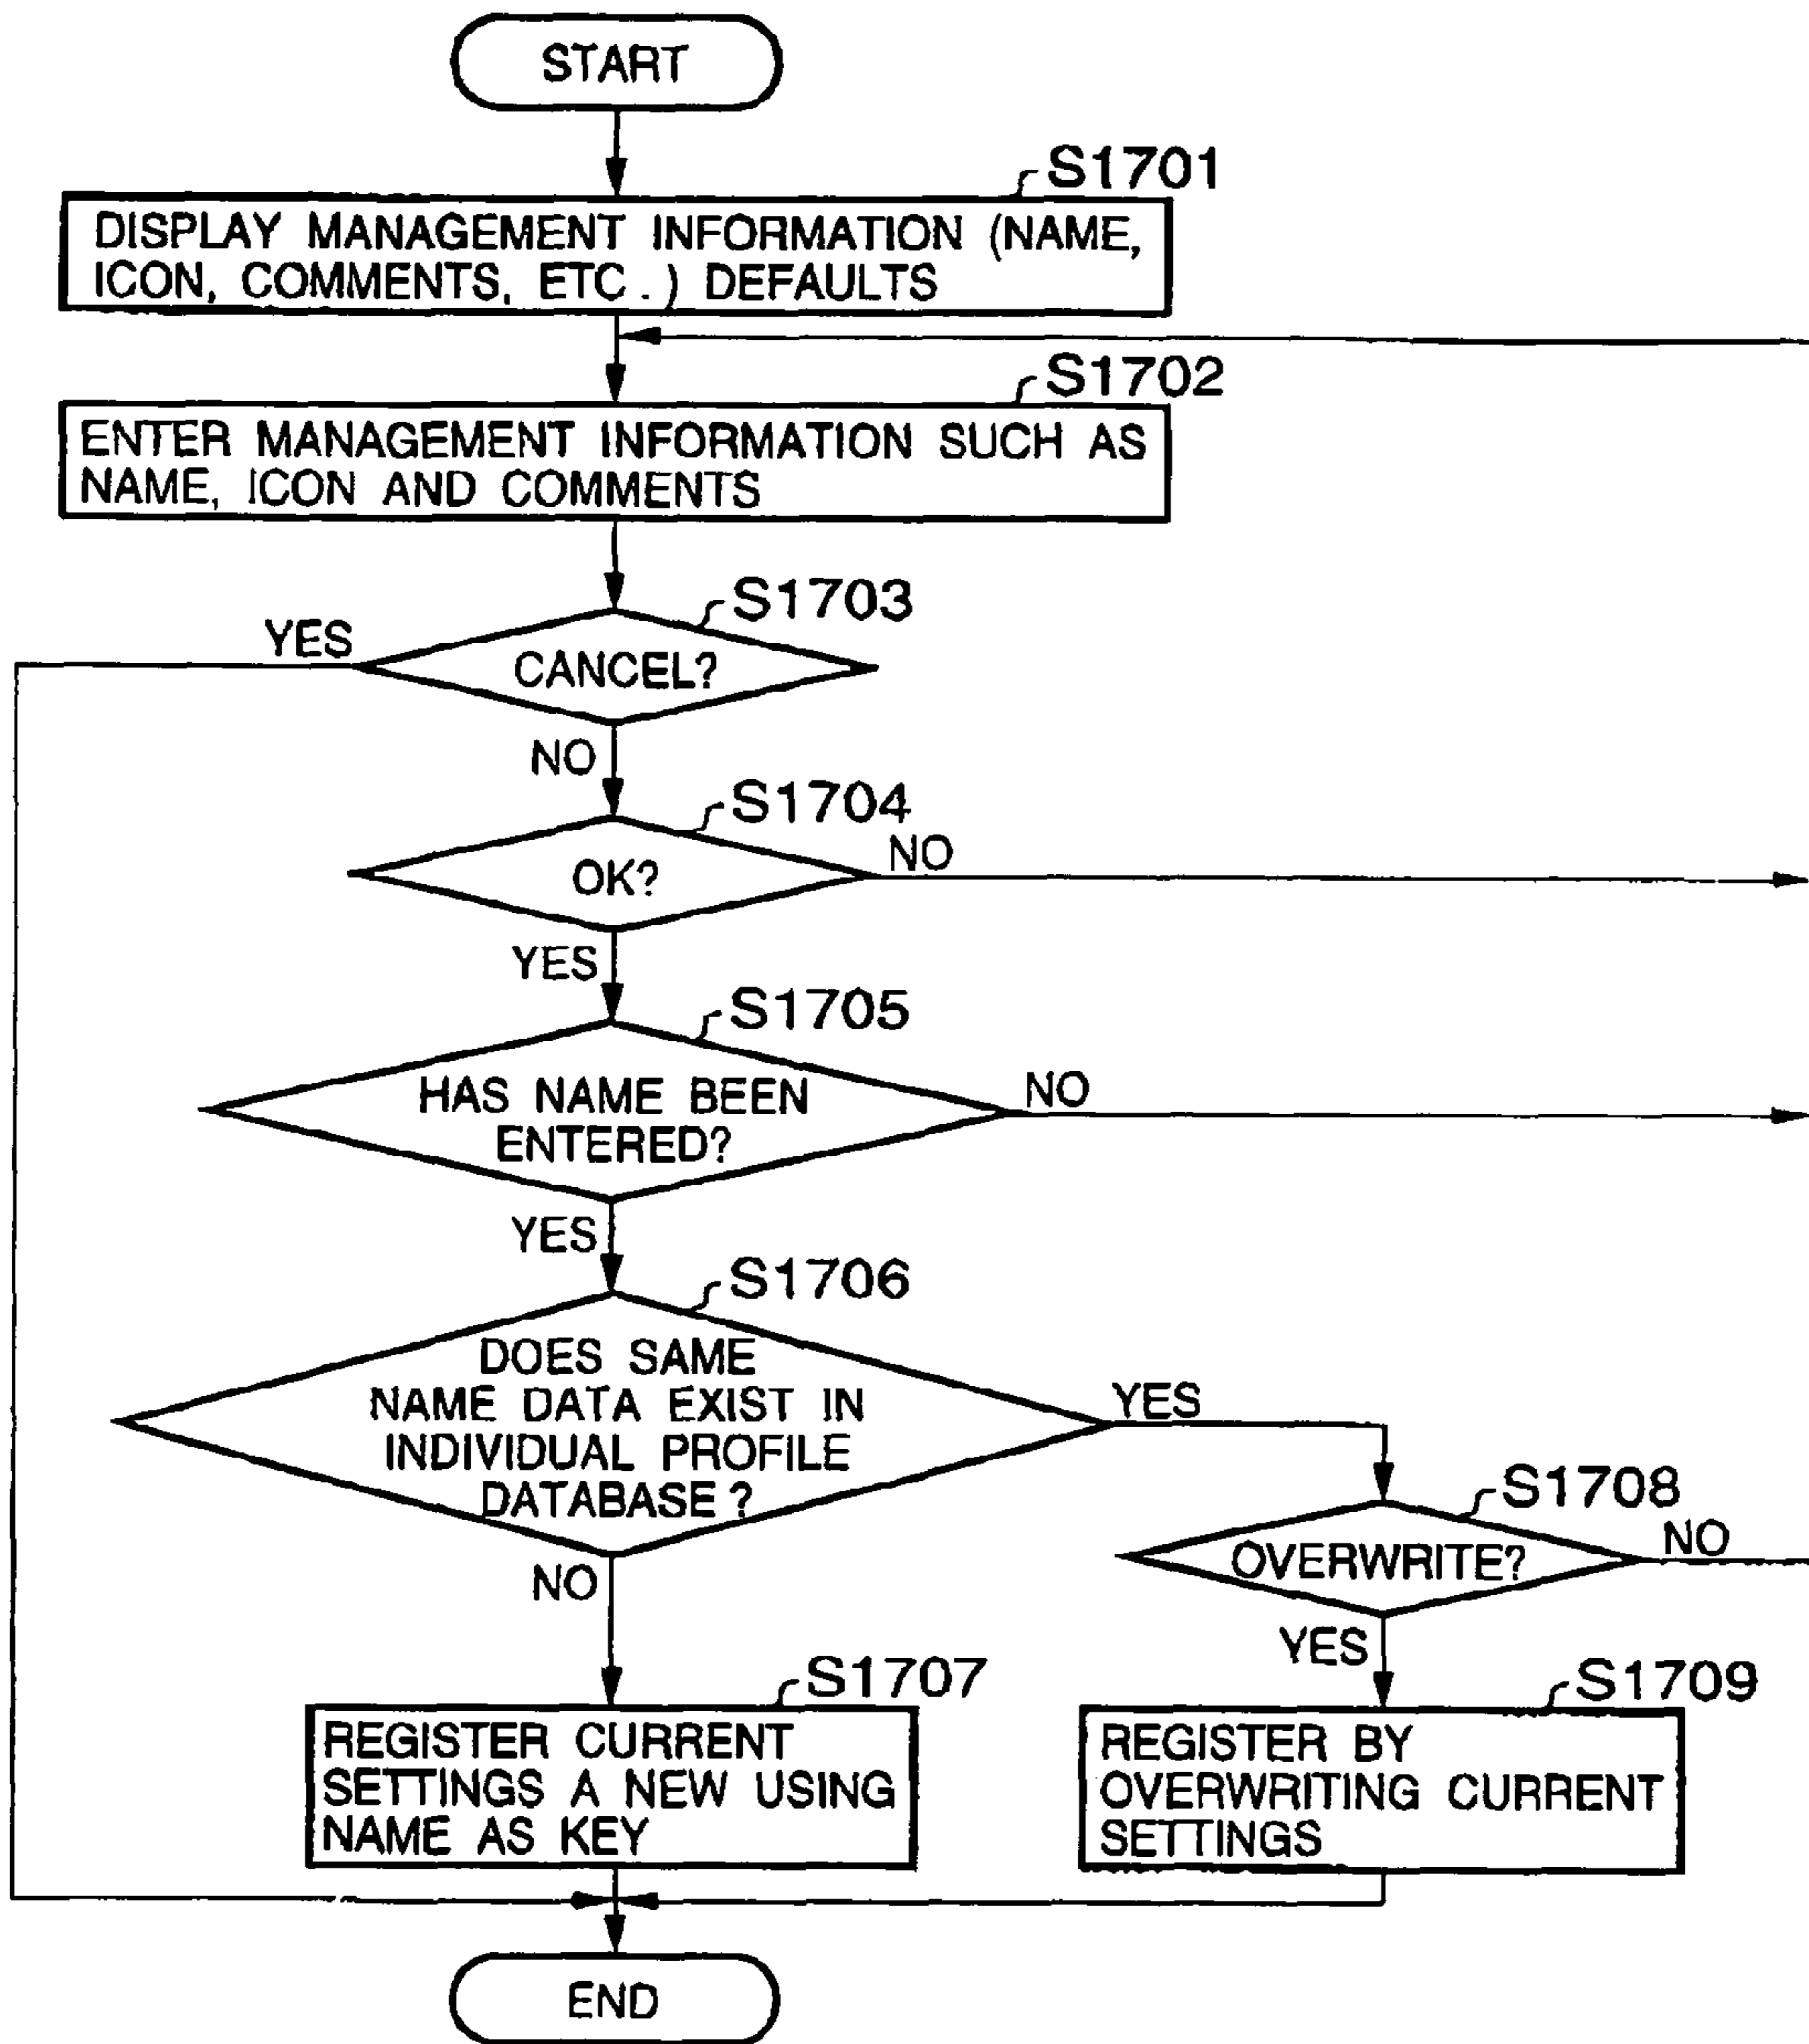 START
S1701
DISPLAY MANAGEMENT INFORMATION (NAME,
ICON, COMMENTS, ETC.) DEFAULTS
S1702
ENTER MANAGEMENT INFORMATION SUCH AS
NAME, ICON AND COMMENTS
S1703
YES
CANCEL?
NO
S1704
OK?
NO
YES
S1705
HAS NAME BEEN
ENTERED?
NO
YES
S1706
DOES SAME
NAME DATA EXIST IN
INDIVIDUAL PROFILE
DATABASE?
YES
NO
S1708
OVERWRITE?
NO
YES
S1707
REGISTER CURRENT
SETTINGS A NEW USING
NAME AS KEY
S1709
REGISTER BY
OVERWRITING CURRENT
SETTINGS
END